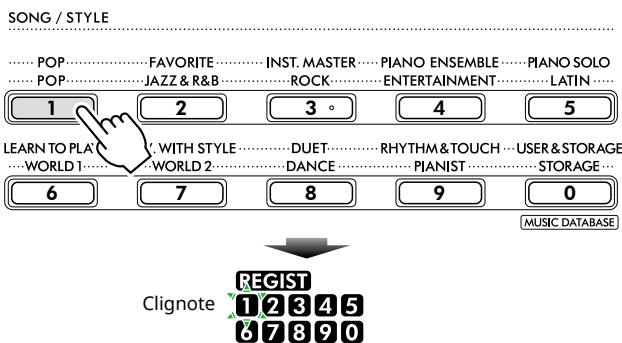 SONG / STYLE
POP FAVORITE INST. MASTER PIANO ENSEMBLE PIANO SOLO
POP JAZZ & R&B ROCK ENTERTAINMENT LATIN
1 2 3 4 5
LEARN TO WITH STYLE DUET RHYTHM & TOUCH USER & STORAGE
WORLD 1 WORLD 2 DANCE PIANIST STORAGE
6 7 8 9 0
MUSIC DATABASE
REGIST
Clignote 1 2 3 4 5
6 7 8 9 0